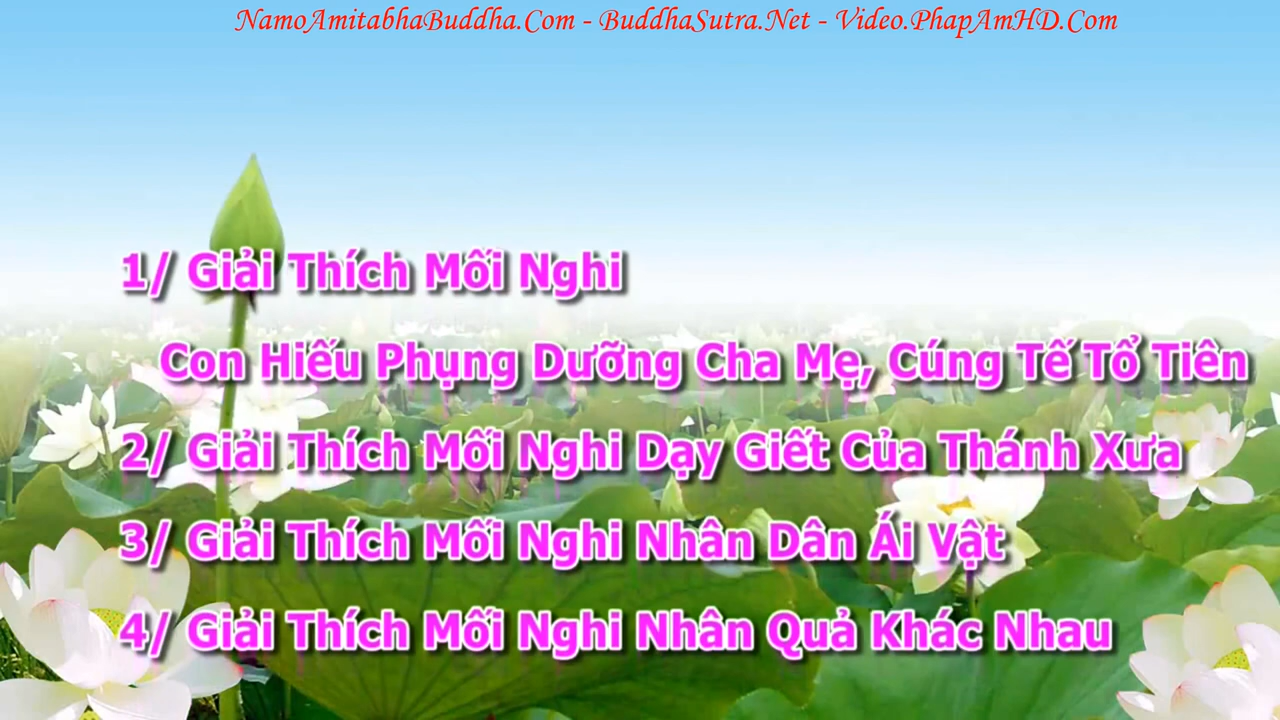 NamoAmitabhaBuddha.Com - BuddhaSutra.Net - Video.PhapAmHD.Com
1/ Giải Thích Mối Nghi
Con Hiếu Phụng Dưỡng Cha Mẹ, Cúng Tế Tổ Tiên
2/ Giải Thích Mối Nghi Dạy Giết Của Thánh Xưa
3/ Giải Thích Mối Nghi Nhân Dân Ái Vật
4/ Giải Thích Mối Nghi Nhân Quả Khác Nhau